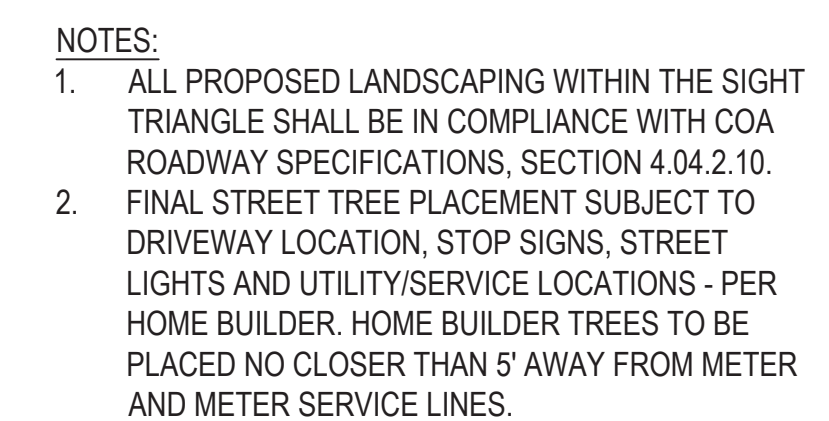 NOTES:
1. ALL PROPOSED LANDSCAPING WITHIN THE SIGHT
TRIANGLE SHALL BE IN COMPLIANCE WITH COA
ROADWAY SPECIFICATIONS, SECTION 4.04.2.10.
2. FINAL STREET TREE PLACEMENT SUBJECT TO
DRIVEWAY LOCATION, STOP SIGNS, STREET
LIGHTS AND UTILITY/SERVICE LOCATIONS - PER
HOME BUILDER. HOME BUILDER TREES TO BE
PLACED NO CLOSER THAN 5' AWAY FROM METER
AND METER SERVICE LINES.